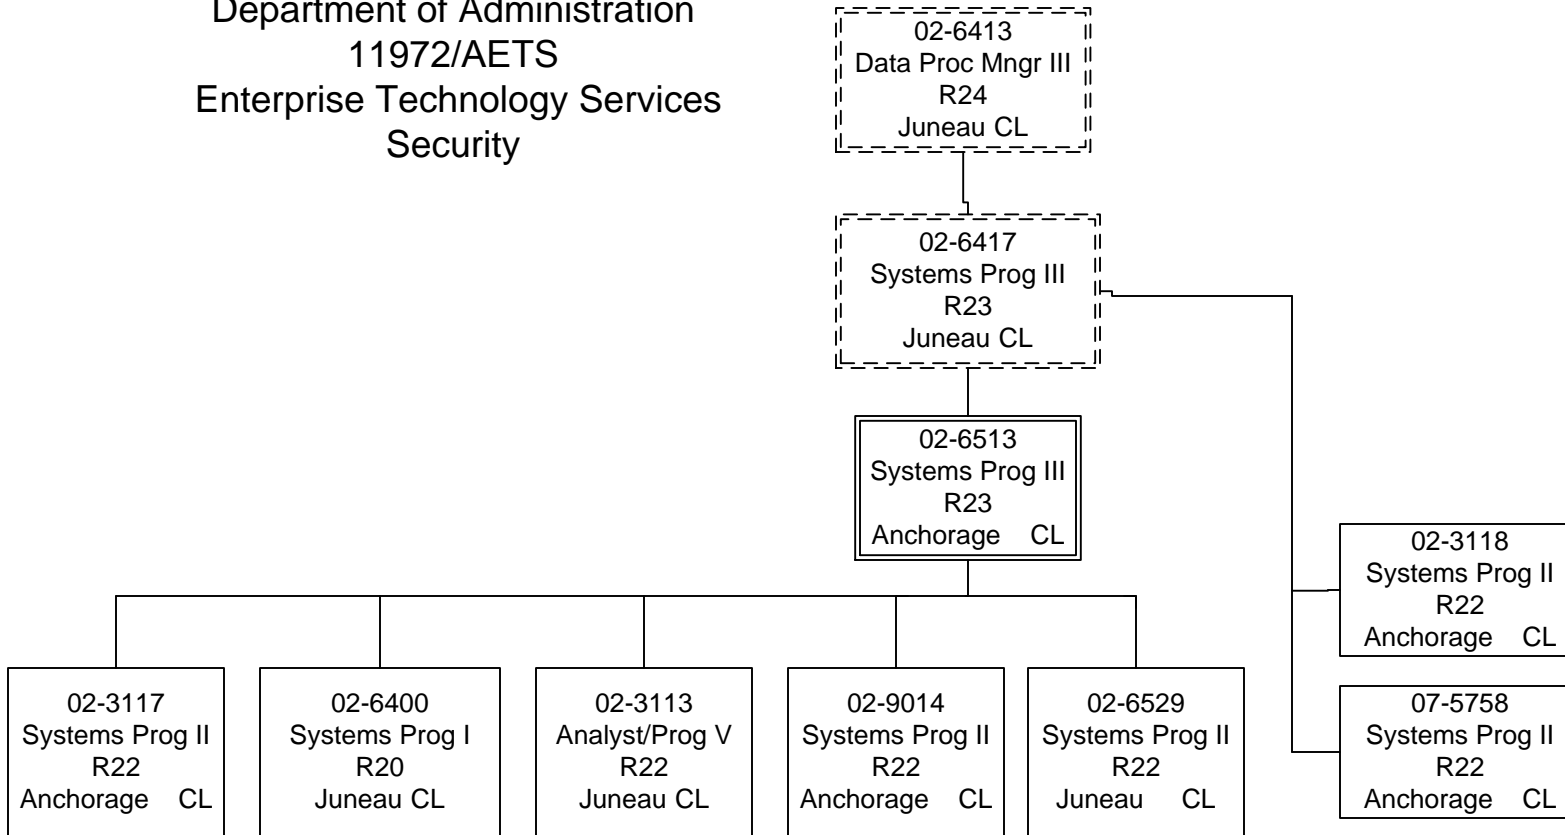 Department of Administration
11972/AETS
Enterprise Technology Services
Security
02-6413
Data Proc Mngr III
R24
Juneau CL
02-6417
Systems Prog III
R23
Juneau CL
02-6513
Systems Prog III
R23
Anchorage CL
02-3118
Systems Prog II
R22
Anchorage CL
07-5758
Systems Prog II
R22
Anchorage CL
02-3117
Systems Prog II
R22
Anchorage CL
02-6400
Systems Prog I
R20
Juneau CL
02-3113
Analyst/Prog V
R22
Juneau CL
02-9014
Systems Prog II
R22
Anchorage CL
02-6529
Systems Prog II
R22
Juneau CL